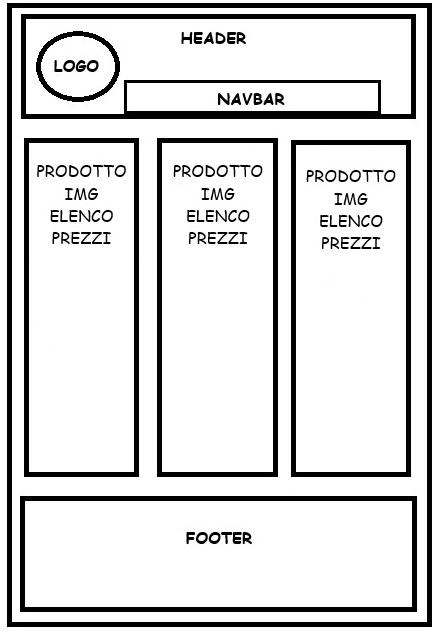 HEADER
LOGO
NAVBAR
PRODOTTO
IMG
ELENCO
PREZZI
PRODOTTO
IMG
ELENCO
PREZZI
PRODOTTO
IMG
ELENCO
PREZZI
FOOTER